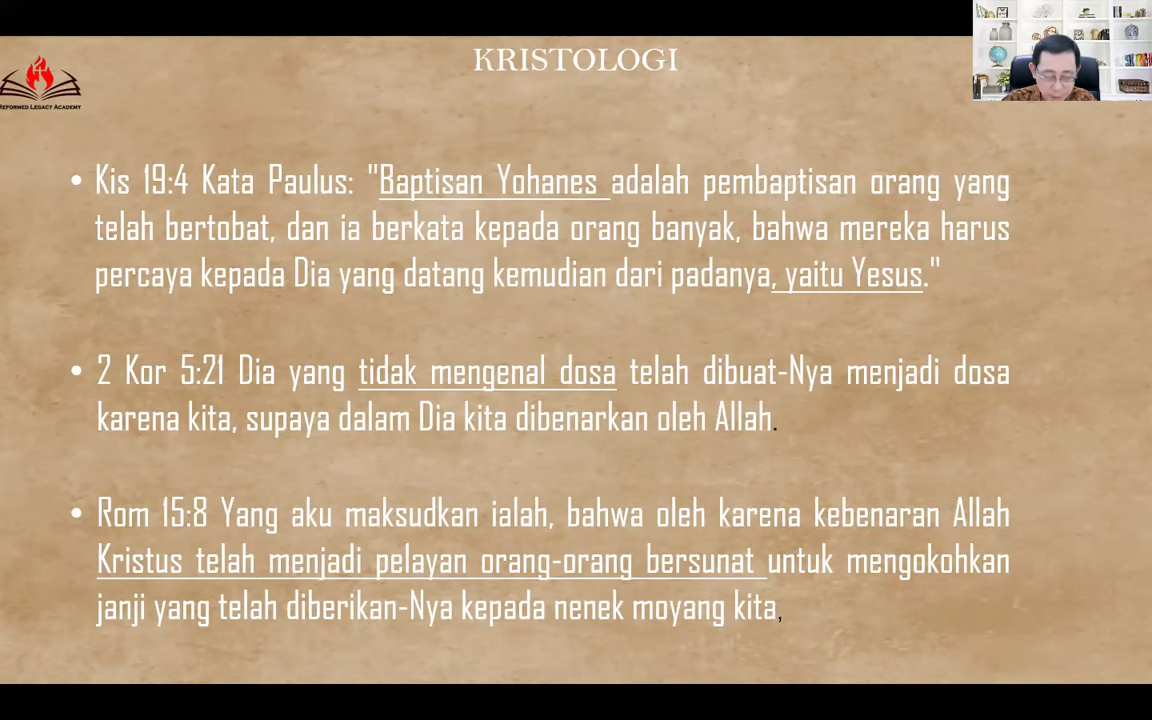 KRISTOLOGI
REFORMED LEGACY ACADEMY
• Kis 19:4 Kata Paulus: "Baptisan Yohanes adalah pembaptisan orang yang
telah bertobat, dan ia berkata kepada orang banyak, bahwa mereka harus
percaya kepada Dia yang datang kemudian dari padanya, yaitu Yesus."
• 2 Kor 5:21 Dia yang tidak mengenal dosa telah dibuat-Nya menjadi dosa
karena kita, supaya dalam Dia kita dibenarkan oleh Allah.
• Rom 15:8 Yang aku maksudkan ialah, bahwa oleh karena kebenaran Allah
Kristus telah menjadi pelayan orang-orang bersunat untuk mengokohkan
janji yang telah diberikan-Nya kepada nenek moyang kita,